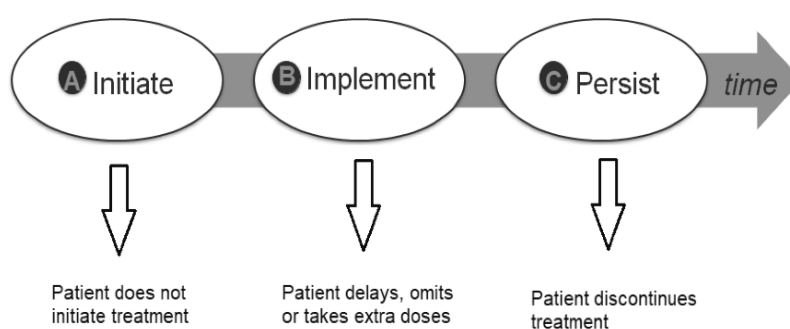 A Initiate
B Implement
C Persist
time
Patient does not
initiate treatment
Patient delays, omits
or takes extra doses
Patient discontinues
treatment